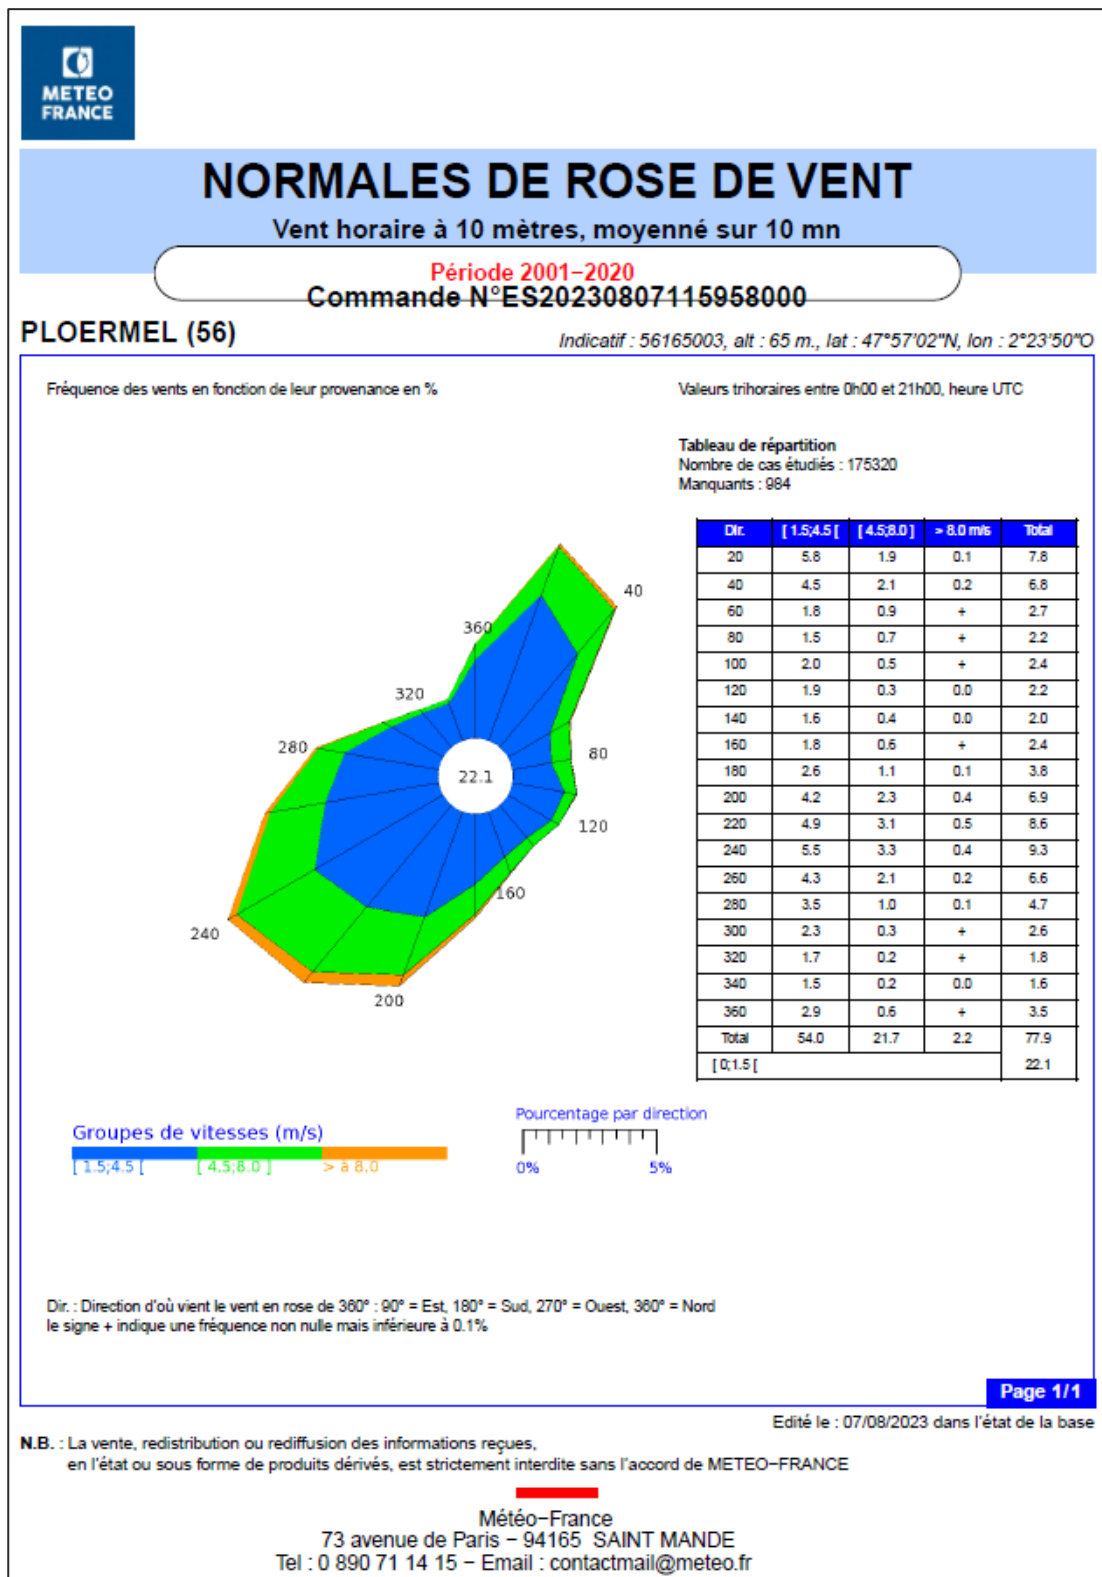 METEO
FRANCE
NORMALES DE ROSE DE VENT
Vent horaire à 10 mètres, moyenné sur 10 mn
Période 2001−2020
Commande N°ES20230807115958000
PLOERMEL (56)
Indicatif : 56165003, alt : 65 m., lat : 47°57'02"N, lon : 2°23'50"O
Fréquence des vents en fonction de leur provenance en %
Valeurs trihoraires entre 0h00 et 21h00, heure UTC
Tableau de répartition
Nombre de cas étudiés : 175320
Manquants : 984
Dir. [ 1.5;4.5 [ [ 4.5;8.0 ] > 8.0 m/s Total
20 5.8 1.9 0.1 7.8
40 4.5 2.1 0.2 6.8
60 1.8 0.9 + 2.7
80 1.5 0.7 + 2.2
100 2.0 0.5 + 2.4
120 1.9 0.3 0.0 2.2
140 1.6 0.4 0.0 2.0
160 1.8 0.6 + 2.4
180 2.6 1.1 0.1 3.8
200 4.2 2.3 0.4 6.9
220 4.9 3.1 0.5 8.6
240 5.5 3.3 0.4 9.3
260 4.3 2.1 0.2 6.6
280 3.5 1.0 0.1 4.7
300 2.3 0.3 + 2.6
320 1.7 0.2 + 1.8
340 1.5 0.2 0.0 1.6
360 2.9 0.6 + 3.5
Total 54.0 21.7 2.2 77.9
[ 0;1.5 [ 22.1
40
360
320
280
80
22.1
120
160
240
200
Groupes de vitesses (m/s)
[ 1.5;4.5 [ [ 4.5;8.0 ] > à 8.0
Pourcentage par direction
0% 5%
Dir. : Direction d'où vient le vent en rose de 360° : 90° = Est, 180° = Sud, 270° = Ouest, 360° = Nord
le signe + indique une fréquence non nulle mais inférieure à 0.1%
Page 1/1
Edité le : 07/08/2023 dans l'état de la base
N.B. : La vente, redistribution ou rediffusion des informations reçues,
en l'état ou sous forme de produits dérivés, est strictement interdite sans l'accord de METEO−FRANCE
Météo−France
73 avenue de Paris − 94165 SAINT MANDE
Tel : 0 890 71 14 15 − Email : contactmail@meteo.fr